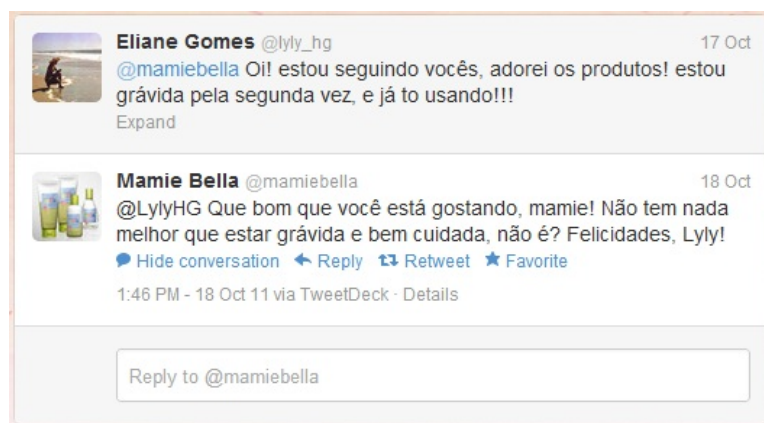 Eliane Gomes @lyly_hg 17 Oct
@mamiebella Oi! estou seguindo vocês, adorei os produtos! estou
grávida pela segunda vez, e já to usando!!!
Expand
Mamie Bella @mamiebella 18 Oct
@LylyHG Que bom que você está gostando, mamie! Não tem nada
melhor que estar grávida e bem cuidada, não é? Felicidades, Lyly!
Hide conversation Reply Retweet Favorite
1:46 PM - 18 Oct 11 via TweetDeck · Details
Reply to @mamiebella